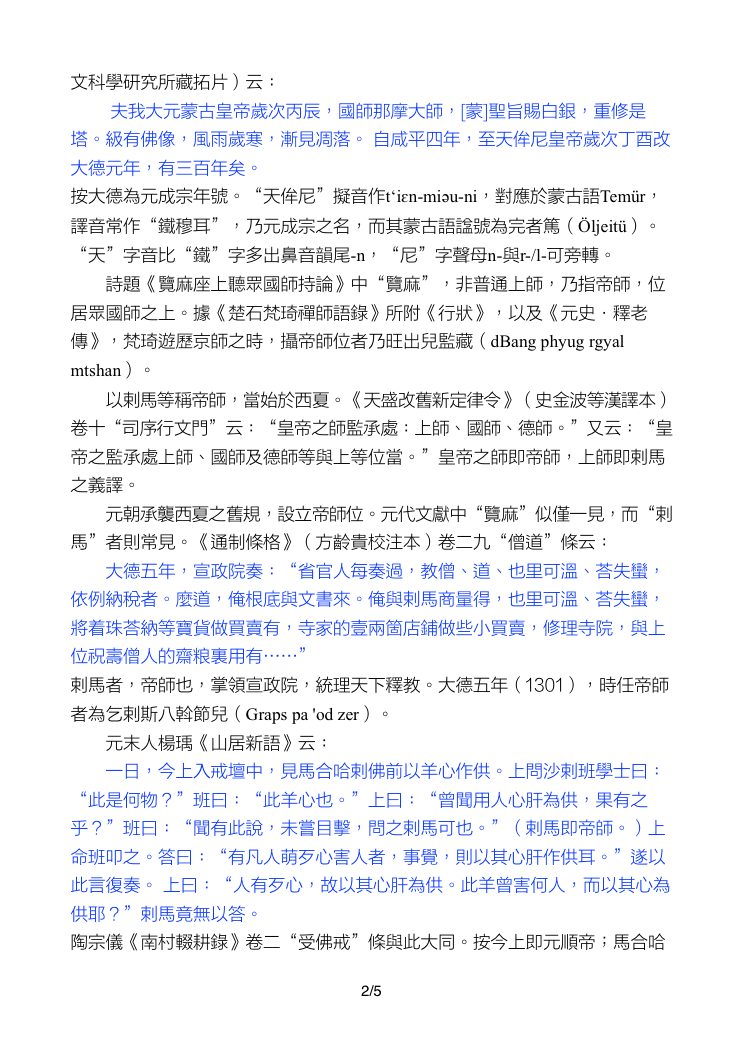 文科學研究所藏拓片）云：
夫我大元蒙古皇帝歲次丙辰，國師那摩大師，[蒙]聖旨賜白銀，重修是
塔。級有佛像，風雨歲寒，漸見凋落。 自咸平四年，至天侔尼皇帝歲次丁酉改
大德元年，有三百年矣。
按大德為元成宗年號。“天侔尼”擬音作t‘iɛn-miəu-ni，對應於蒙古語Temür，
譯音常作“鐵穆耳”，乃元成宗之名，而其蒙古語諡號為完者篤（Öljeitü）。
“天”字音比“鐵”字多出鼻音韻尾-n，“尼”字聲母n-與r-/l-可旁轉。
詩題《覽麻座上聽眾國師持論》中“覽麻”，非普通上師，乃指帝師，位
居眾國師之上。據《楚石梵琦禪師語錄》所附《行狀》，以及《元史‧釋老
傳》，梵琦遊歷京師之時，攝帝師位者乃旺出兒監藏（dBang phyug rgyal
mtshan）。
以剌馬等稱帝師，當始於西夏。《天盛改舊新定律令》（史金波等漢譯本）
卷十“司序行文門”云：“皇帝之師監承處：上師、國師、德師。”又云：“皇
帝之監承處上師、國師及德師等與上等位當。”皇帝之師即帝師，上師即剌馬
之義譯。
元朝承襲西夏之舊規，設立帝師位。元代文獻中“覽麻”似僅一見，而“剌
馬”者則常見。《通制條格》（方齡貴校注本）卷二九“僧道”條云：
大德五年，宣政院奏：“省官人每奏過，教僧、道、也里可溫、荅失蠻，
依例納稅者。麼道，俺根底與文書來。俺與剌馬商量得，也里可溫、荅失蠻，
將着珠荅納等寶貨做買賣有，寺家的壹兩箇店鋪做些小買賣，修理寺院，與上
位祝壽僧人的齋粮裏用有⋯⋯”
剌馬者，帝師也，掌領宣政院，統理天下釋教。大德五年（1301），時任帝師
者為乞剌斯八斡節兒（Graps pa 'od zer）。
元末人楊瑀《山居新語》云：
一日，今上入戒壇中，見馬合哈剌佛前以羊心作供。上問沙剌班學士曰：
“此是何物？”班曰：“此羊心也。”上曰：“曾聞用人心肝為供，果有之
乎？”班曰：“聞有此說，未嘗目擊，問之剌馬可也。”（剌馬即帝師。）上
命班叩之。答曰：“有凡人萌歹心害人者，事覺，則以其心肝作供耳。”遂以
此言復奏。 上曰：“人有歹心，故以其心肝為供。此羊曾害何人，而以其心為
供耶？”剌馬竟無以答。
陶宗儀《南村輟耕錄》卷二“受佛戒”條與此大同。按今上即元順帝；馬合哈
2/5